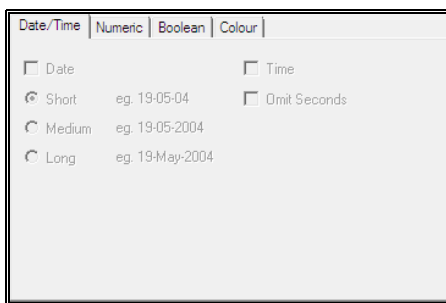 Date/Time Numeric Boolean Colour
Date Time
Short eg. 19-05-04 Omit Seconds
Medium eg. 19-05-2004
Long eg. 19-May-2004